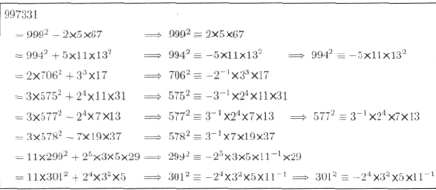 997331
= 999² − 2×5×67 ⟹ 999² ≡ 2×5×67
= 994² + 5×11×13² ⟹ 994² ≡ −5×11×13² ⟹ 994² ≡ −5×11×13²
= 2×706² + 3³×17 ⟹ 706² ≡ −2⁻¹×3³×17
= 3×575² + 2⁴×11×31 ⟹ 575² ≡ −3⁻¹×2⁴×11×31
= 3×577² − 2⁴×7×13 ⟹ 577² ≡ 3⁻¹×2⁴×7×13 ⟹ 577² ≡ 3⁻¹×2⁴×7×13
= 3×578² − 7×19×37 ⟹ 578² ≡ 3⁻¹×7×19×37
= 11×299² + 2⁵×3×5×29 ⟹ 299² ≡ −2⁵×3×5×11⁻¹×29
= 11×301² + 2⁴×3²×5 ⟹ 301² ≡ −2⁴×3²×5×11⁻¹ ⟹ 301² ≡ −2⁴×3²×5×11⁻¹